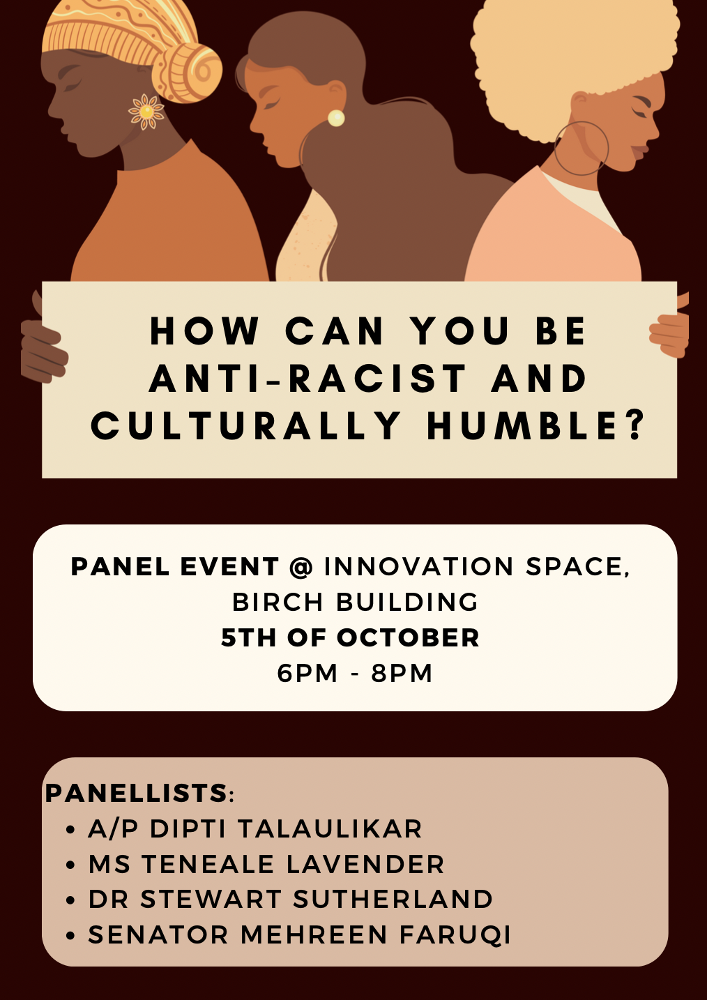 HOW CAN YOU BE
ANTI-RACIST AND
CULTURALLY HUMBLE?
PANEL EVENT @ INNOVATION SPACE,
BIRCH BUILDING
5TH OF OCTOBER
6PM - 8PM
PANELLISTS:
• A/P DIPTI TALAULIKAR
• MS TENEALE LAVENDER
• DR STEWART SUTHERLAND
• SENATOR MEHREEN FARUQI